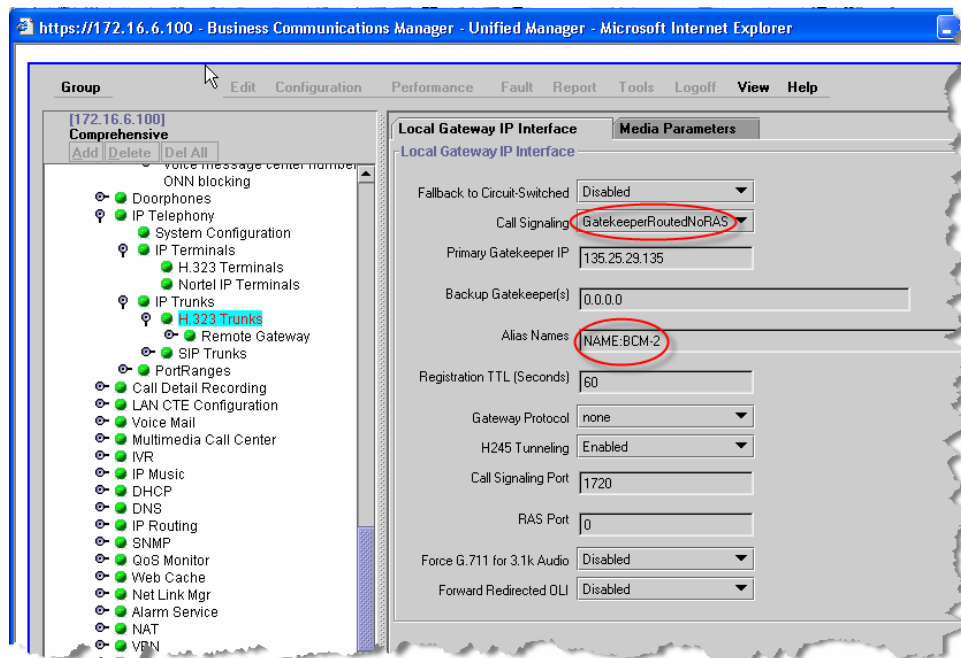 https://172.16.6.100 - Business Communications Manager - Unified Manager - Microsoft Internet Explorer
Group Edit Configuration Performance Fault Report Tools Logoff View Help
[172.16.6.100]
Comprehensive
Add Delete Del All
Voice message center number
ONN blocking
Doorphones
IP Telephony
System Configuration
IP Terminals
H.323 Terminals
Nortel IP Terminals
IP Trunks
H.323 Trunks
Remote Gateway
SIP Trunks
PortRanges
Call Detail Recording
LAN CTE Configuration
Voice Mail
Multimedia Call Center
IVR
IP Music
DHCP
DNS
IP Routing
SNMP
QoS Monitor
Web Cache
Net Link Mgr
Alarm Service
NAT
VPN
Local Gateway IP Interface Media Parameters
Local Gateway IP Interface
Fallback to Circuit-Switched Disabled
Call Signaling GatekeeperRoutedNoRAS
Primary Gatekeeper IP 135.25.29.135
Backup Gatekeeper(s) 0.0.0.0
Alias Names NAME:BCM-2
Registration TTL (Seconds) 60
Gateway Protocol none
H245 Tunneling Enabled
Call Signaling Port 1720
RAS Port 0
Force G.711 for 3.1k Audio Disabled
Forward Redirected OLI Disabled